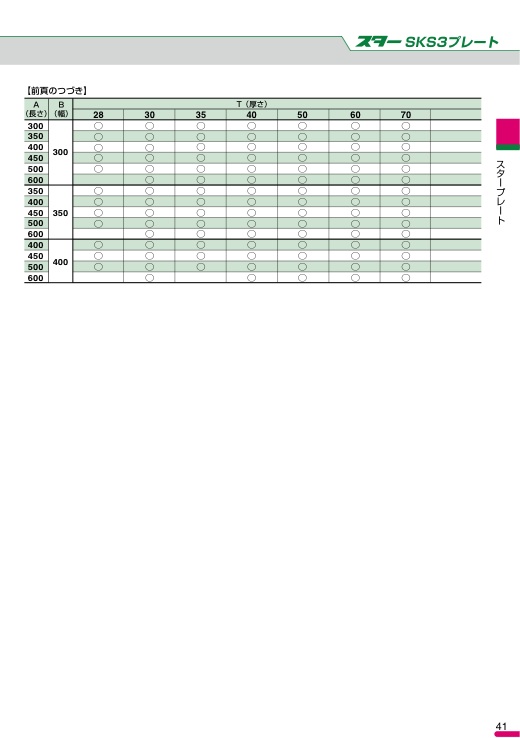 スター SKS3プレート
【前頁のつづき】
A（長さ） B（幅） T（厚さ）
28 30 35 40 50 60 70
300 300 ○ ○ ○ ○ ○ ○ ○
350 ○ ○ ○ ○ ○ ○ ○
400 ○ ○ ○ ○ ○ ○ ○
450 ○ ○ ○ ○ ○ ○ ○
500 ○ ○ ○ ○ ○ ○ ○
600 ○ ○ ○ ○ ○ ○
350 350 ○ ○ ○ ○ ○ ○ ○
400 ○ ○ ○ ○ ○ ○ ○
450 ○ ○ ○ ○ ○ ○ ○
500 ○ ○ ○ ○ ○ ○ ○
600 ○ ○ ○ ○ ○ ○
400 400 ○ ○ ○ ○ ○ ○ ○
450 ○ ○ ○ ○ ○ ○ ○
500 ○ ○ ○ ○ ○ ○ ○
600 ○ ○ ○ ○ ○
スタープレート
41